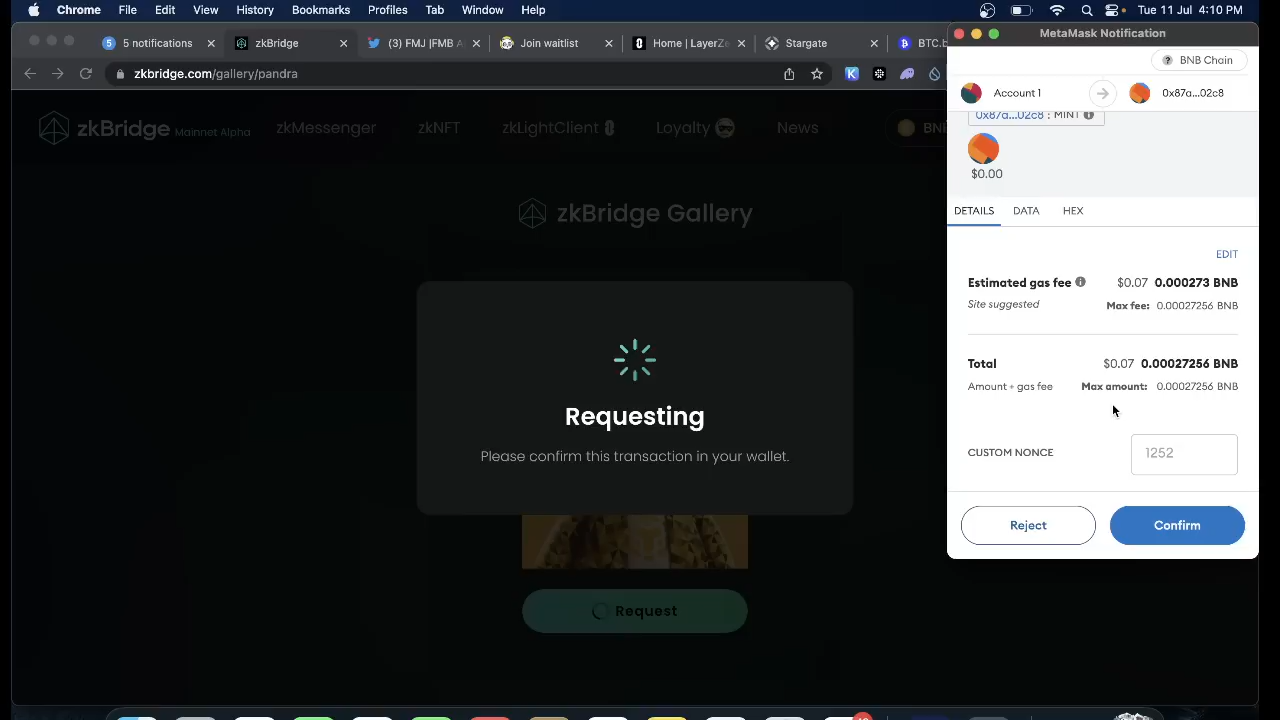 Chrome File Edit View History Bookmarks Profiles Tab Window Help Tue 11 Jul 4:10 PM
5 notifications zkBridge (3) FMJ |FMB Join waitlist Home | LayerZe Stargate BTC.b
zkbridge.com/gallery/pandra
zkBridge Mainnet Alpha zkMessenger zkNFT zkLightClient Loyalty News
zkBridge Gallery
Requesting
Please confirm this transaction in your wallet.
Request
MetaMask Notification
BNB Chain
Account 1 0x87a...02c8
0x87a...02c8 : MINT
$0.00
DETAILS DATA HEX
EDIT
Estimated gas fee $0.07 0.000273 BNB
Site suggested Max fee: 0.00027256 BNB
Total $0.07 0.00027256 BNB
Amount + gas fee Max amount: 0.00027256 BNB
CUSTOM NONCE 1252
Reject Confirm